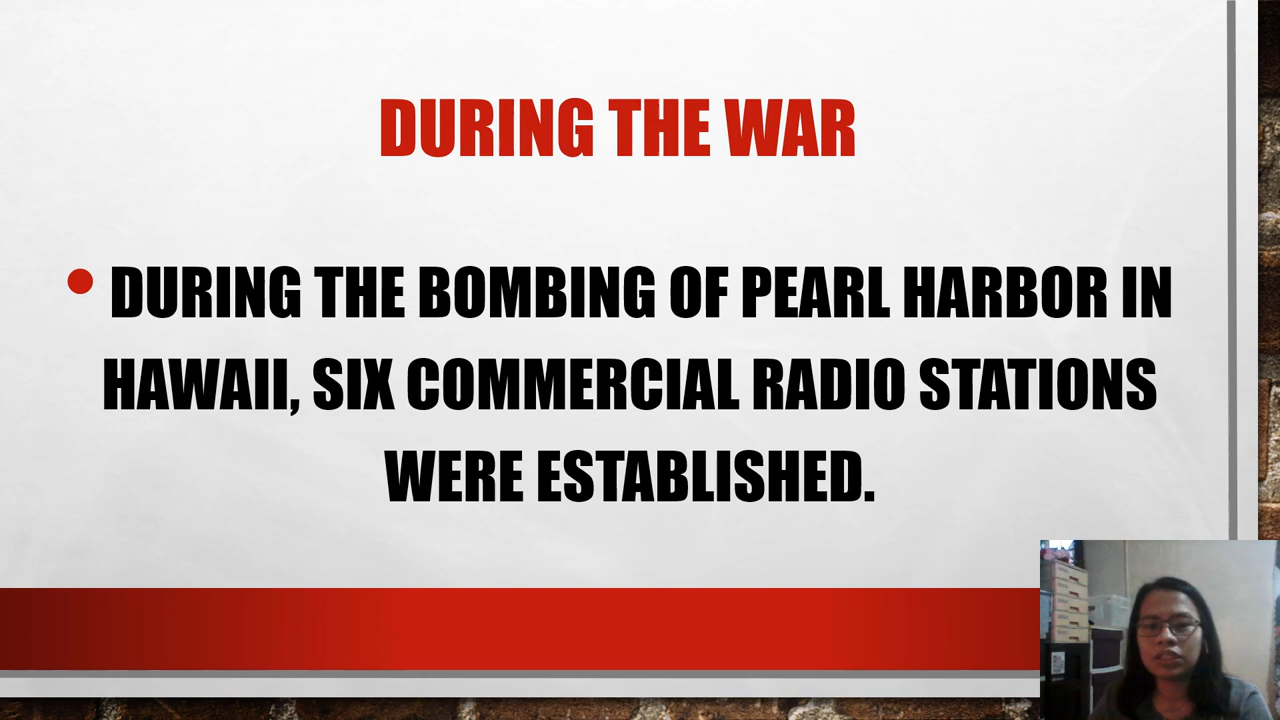 DURING THE WAR
• DURING THE BOMBING OF PEARL HARBOR IN
HAWAII, SIX COMMERCIAL RADIO STATIONS
WERE ESTABLISHED.